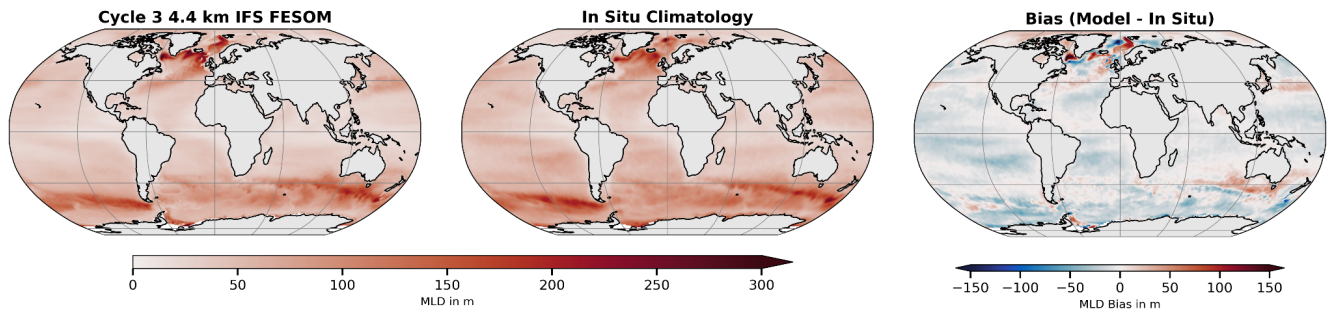 Cycle 3 4.4 km IFS FESOM
In Situ Climatology
Bias (Model - In Situ)
0 50 100 150 200 250 300
MLD in m
−150 −100 −50 0 50 100 150
MLD Bias in m